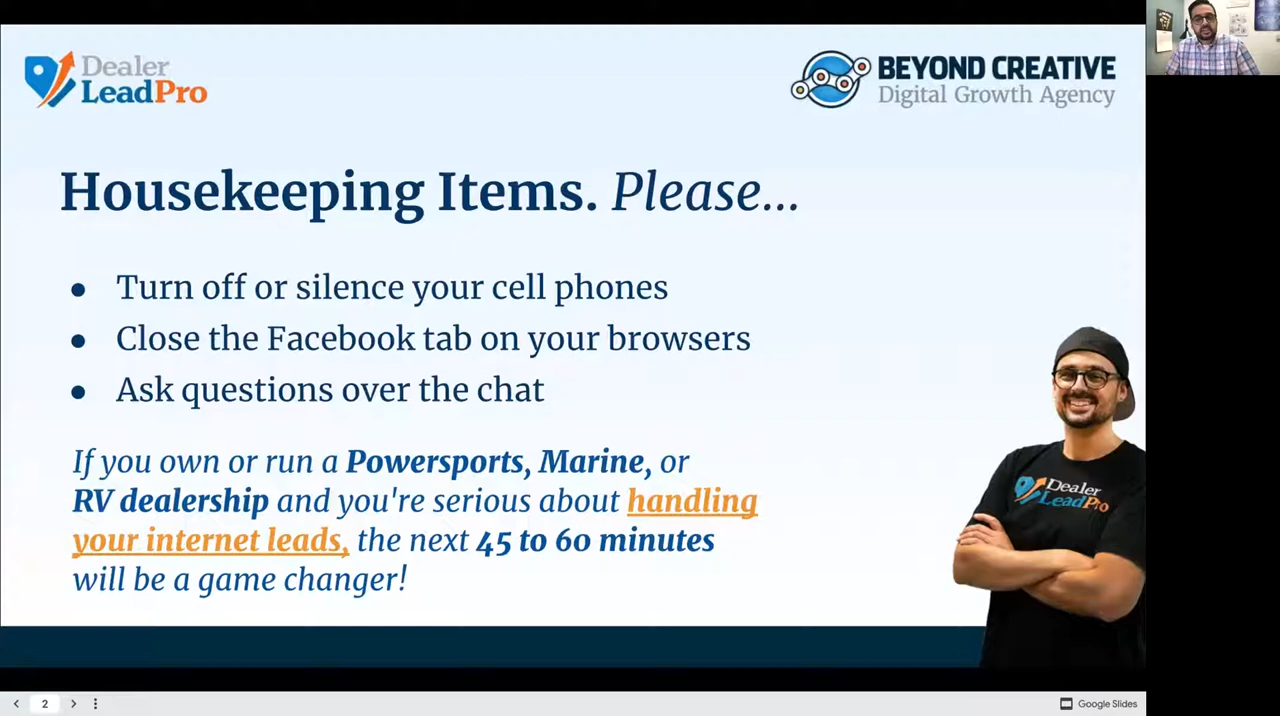 Dealer
LeadPro
BEYOND CREATIVE
Digital Growth Agency
Housekeeping Items. Please...
● Turn off or silence your cell phones
● Close the Facebook tab on your browsers
● Ask questions over the chat
If you own or run a Powersports, Marine, or
RV dealership and you're serious about handling
your internet leads, the next 45 to 60 minutes
will be a game changer!
Dealer
LeadPro
2
Google Slides